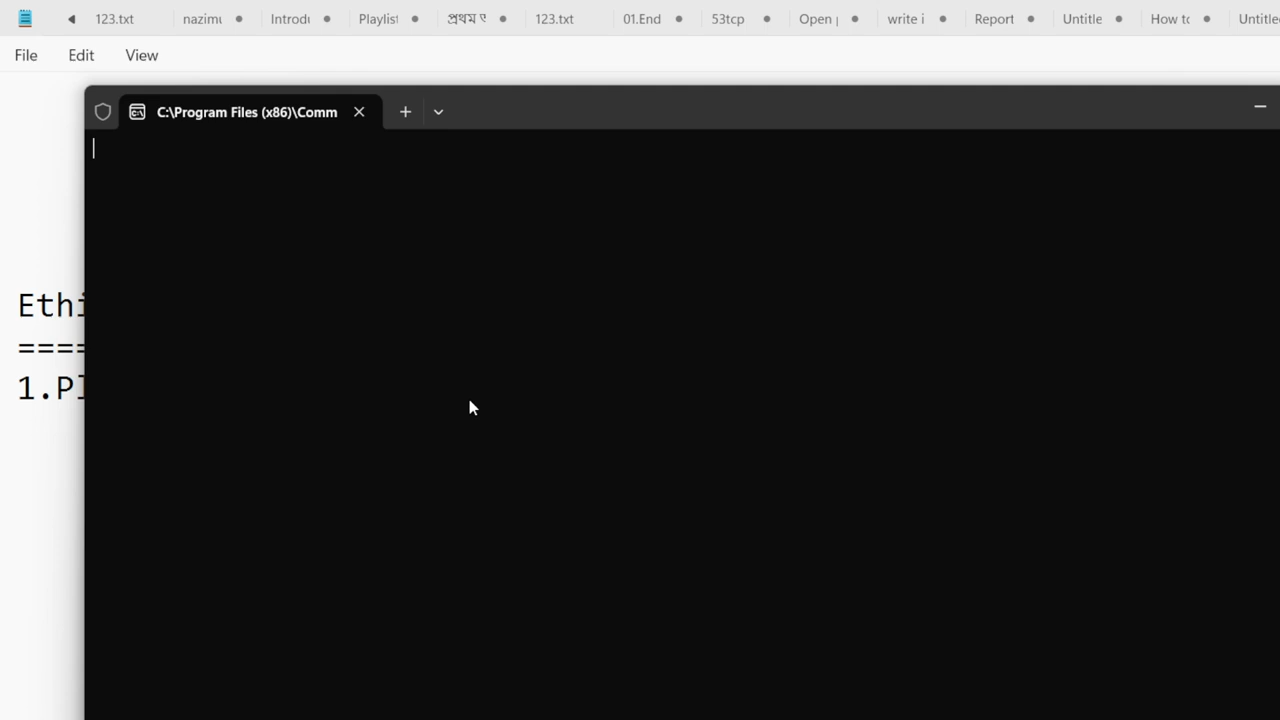 123.txt nazimu Introdu Playlist প্রথম 123.txt 01.End 53tcp Open write i Report Untitle How to Untitled
File Edit View
C:\Program Files (x86)\Comm
Ethi
====
1.Pl